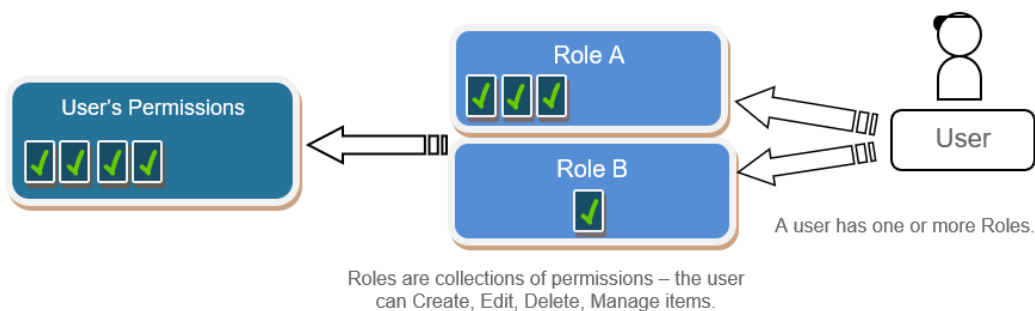 Role A
User's Permissions
Role B
User
A user has one or more Roles.
Roles are collections of permissions – the user
can Create, Edit, Delete, Manage items.